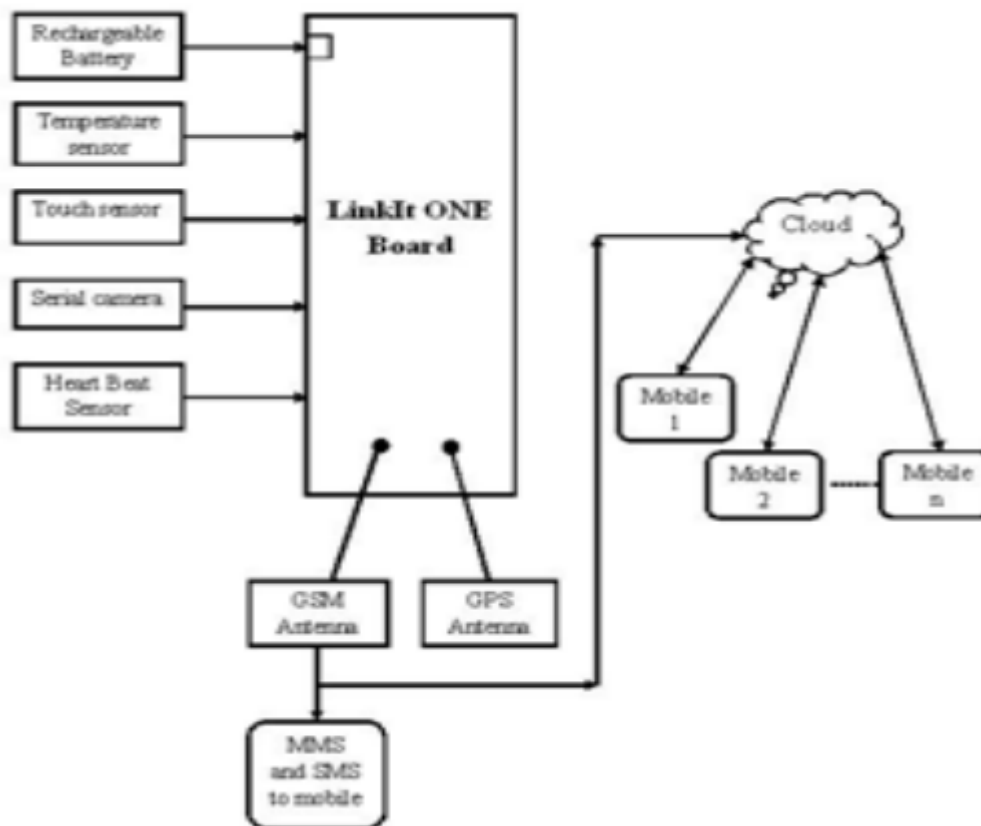 Rechargeable
Battery
Temperature
sensor
Touch sensor
Serial camera
Heart Beat
Sensor
LinkIt ONE
Board
Cloud
Mobile
1
Mobile
2
Mobile
n
GSM
Antenna
GPS
Antenna
MMS
and SMS
to mobile